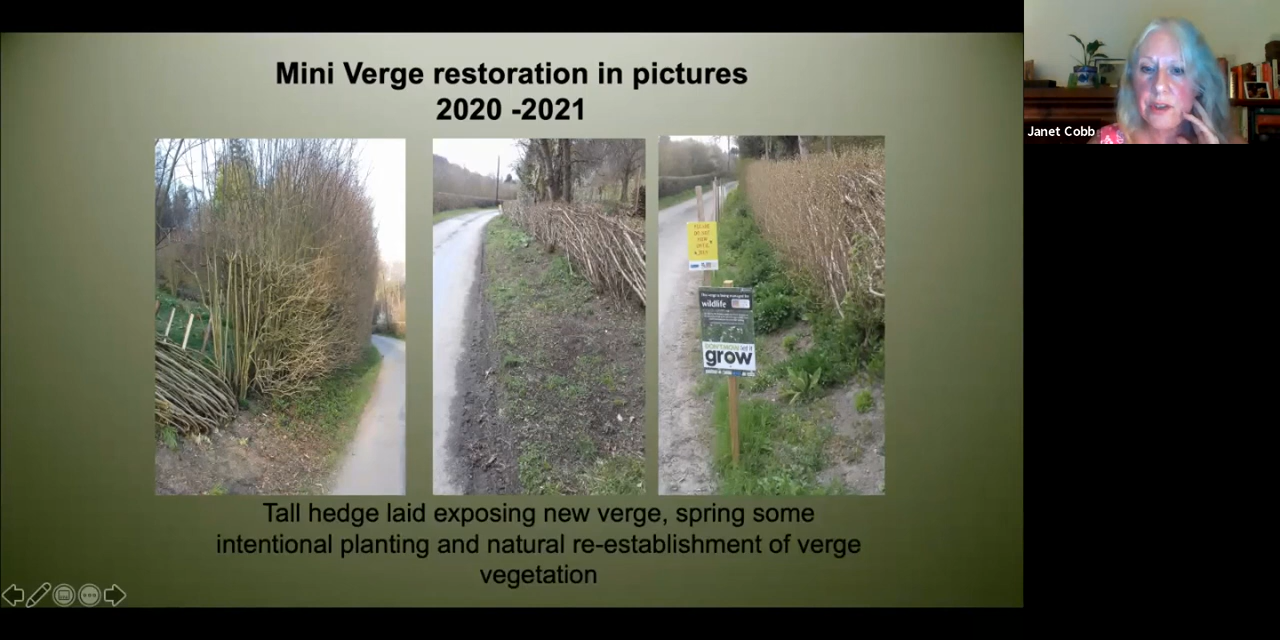 Mini Verge restoration in pictures
2020 -2021
Janet Cobb
wildlife
grow
Tall hedge laid exposing new verge, spring some
intentional planting and natural re-establishment of verge
vegetation